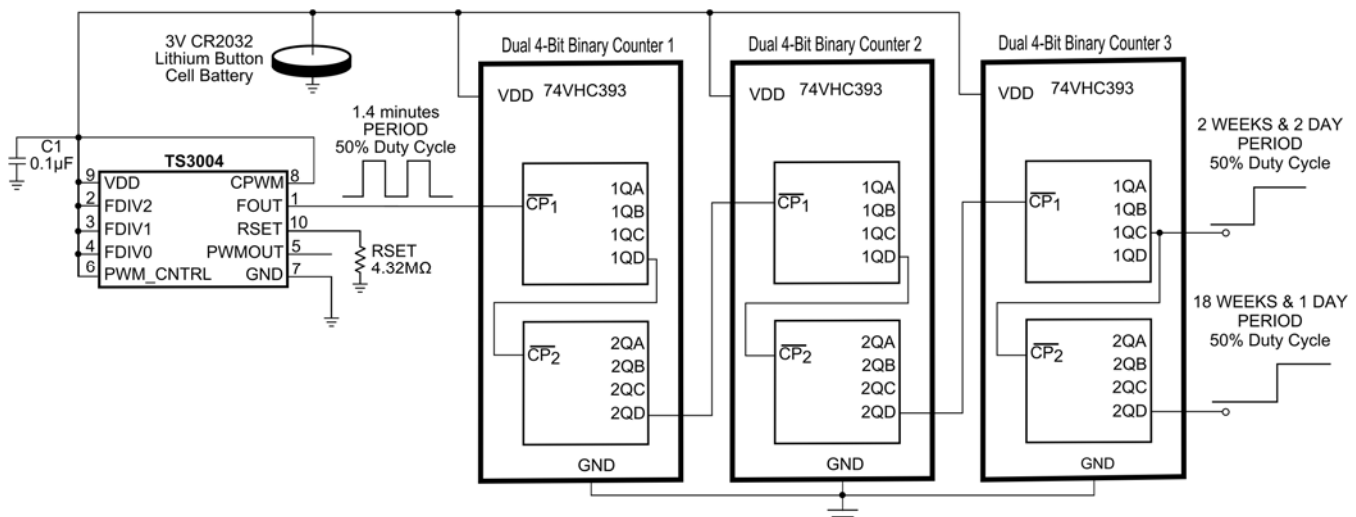 3V CR2032
Lithium Button
Cell Battery
Dual 4-Bit Binary Counter 1
Dual 4-Bit Binary Counter 2
Dual 4-Bit Binary Counter 3
VDD 74VHC393
VDD 74VHC393
VDD 74VHC393
1.4 minutes
PERIOD
50% Duty Cycle
2 WEEKS & 2 DAY
PERIOD
50% Duty Cycle
C1
0.1µF
TS3004
9 VDD CPWM 8
2 FDIV2 FOUT 1
3 FDIV1 RSET 10
4 FDIV0 PWMOUT 5
6 PWM_CNTRL GND 7
RSET
4.32MΩ
CP1
1QA
1QB
1QC
1QD
CP2
2QA
2QB
2QC
2QD
GND
CP1
1QA
1QB
1QC
1QD
CP2
2QA
2QB
2QC
2QD
GND
CP1
1QA
1QB
1QC
1QD
CP2
2QA
2QB
2QC
2QD
GND
18 WEEKS & 1 DAY
PERIOD
50% Duty Cycle